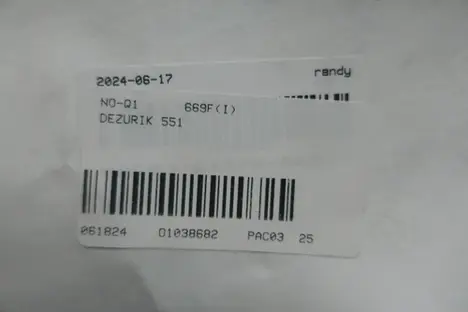 2024-06-17 randy
NO-Q1 669F(I)
DEZURIK 551
061824 01038682 PAC03 25